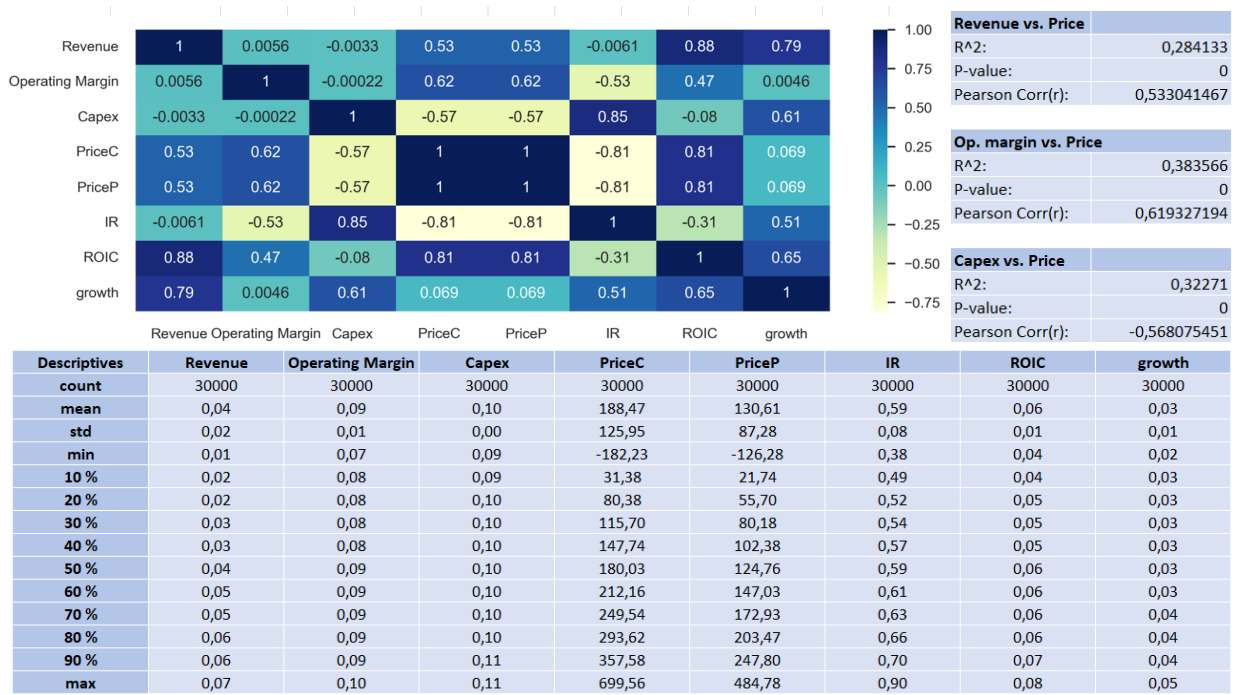 Revenue 1 0.0056 -0.0033 0.53 0.53 -0.0061 0.88 0.79
Operating Margin 0.0056 1 -0.00022 0.62 0.62 -0.53 0.47 0.0046
Capex -0.0033 -0.00022 1 -0.57 -0.57 0.85 -0.08 0.61
PriceC 0.53 0.62 -0.57 1 1 -0.81 0.81 0.069
PriceP 0.53 0.62 -0.57 1 1 -0.81 0.81 0.069
IR -0.0061 -0.53 0.85 -0.81 -0.81 1 -0.31 0.51
ROIC 0.88 0.47 -0.08 0.81 0.81 -0.31 1 0.65
growth 0.79 0.0046 0.61 0.069 0.069 0.51 0.65 1
Revenue Operating Margin Capex PriceC PriceP IR ROIC growth
1.00
0.75
0.50
0.25
0.00
−0.25
−0.50
−0.75
Revenue vs. Price
R^2: 0,284133
P-value: 0
Pearson Corr(r): 0,533041467
Op. margin vs. Price
R^2: 0,383566
P-value: 0
Pearson Corr(r): 0,619327194
Capex vs. Price
R^2: 0,32271
P-value: 0
Pearson Corr(r): -0,568075451
Descriptives Revenue Operating Margin Capex PriceC PriceP IR ROIC growth
count 30000 30000 30000 30000 30000 30000 30000 30000
mean 0,04 0,09 0,10 188,47 130,61 0,59 0,06 0,03
std 0,02 0,01 0,00 125,95 87,28 0,08 0,01 0,01
min 0,01 0,07 0,09 -182,23 -126,28 0,38 0,04 0,02
10 % 0,02 0,08 0,09 31,38 21,74 0,49 0,04 0,03
20 % 0,02 0,08 0,10 80,38 55,70 0,52 0,05 0,03
30 % 0,03 0,08 0,10 115,70 80,18 0,54 0,05 0,03
40 % 0,03 0,08 0,10 147,74 102,38 0,57 0,05 0,03
50 % 0,04 0,09 0,10 180,03 124,76 0,59 0,06 0,03
60 % 0,05 0,09 0,10 212,16 147,03 0,61 0,06 0,03
70 % 0,05 0,09 0,10 249,54 172,93 0,63 0,06 0,04
80 % 0,06 0,09 0,10 293,62 203,47 0,66 0,06 0,04
90 % 0,06 0,09 0,11 357,58 247,80 0,70 0,07 0,04
max 0,07 0,10 0,11 699,56 484,78 0,90 0,08 0,05